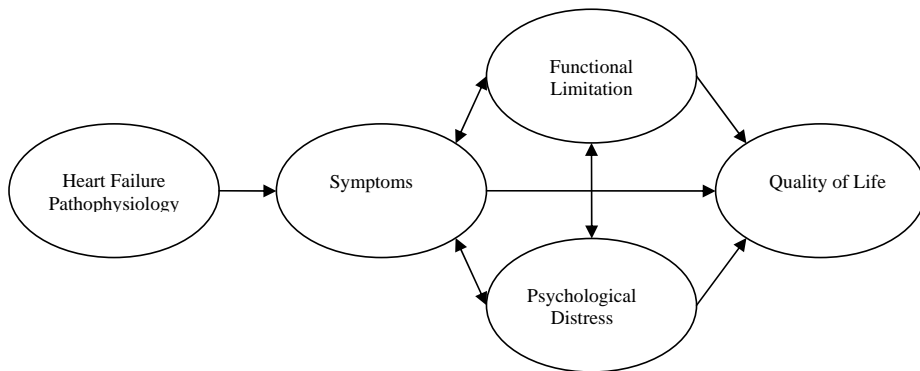 Functional
Limitation
Heart Failure
Pathophysiology
Symptoms
Quality of Life
Psychological
Distress